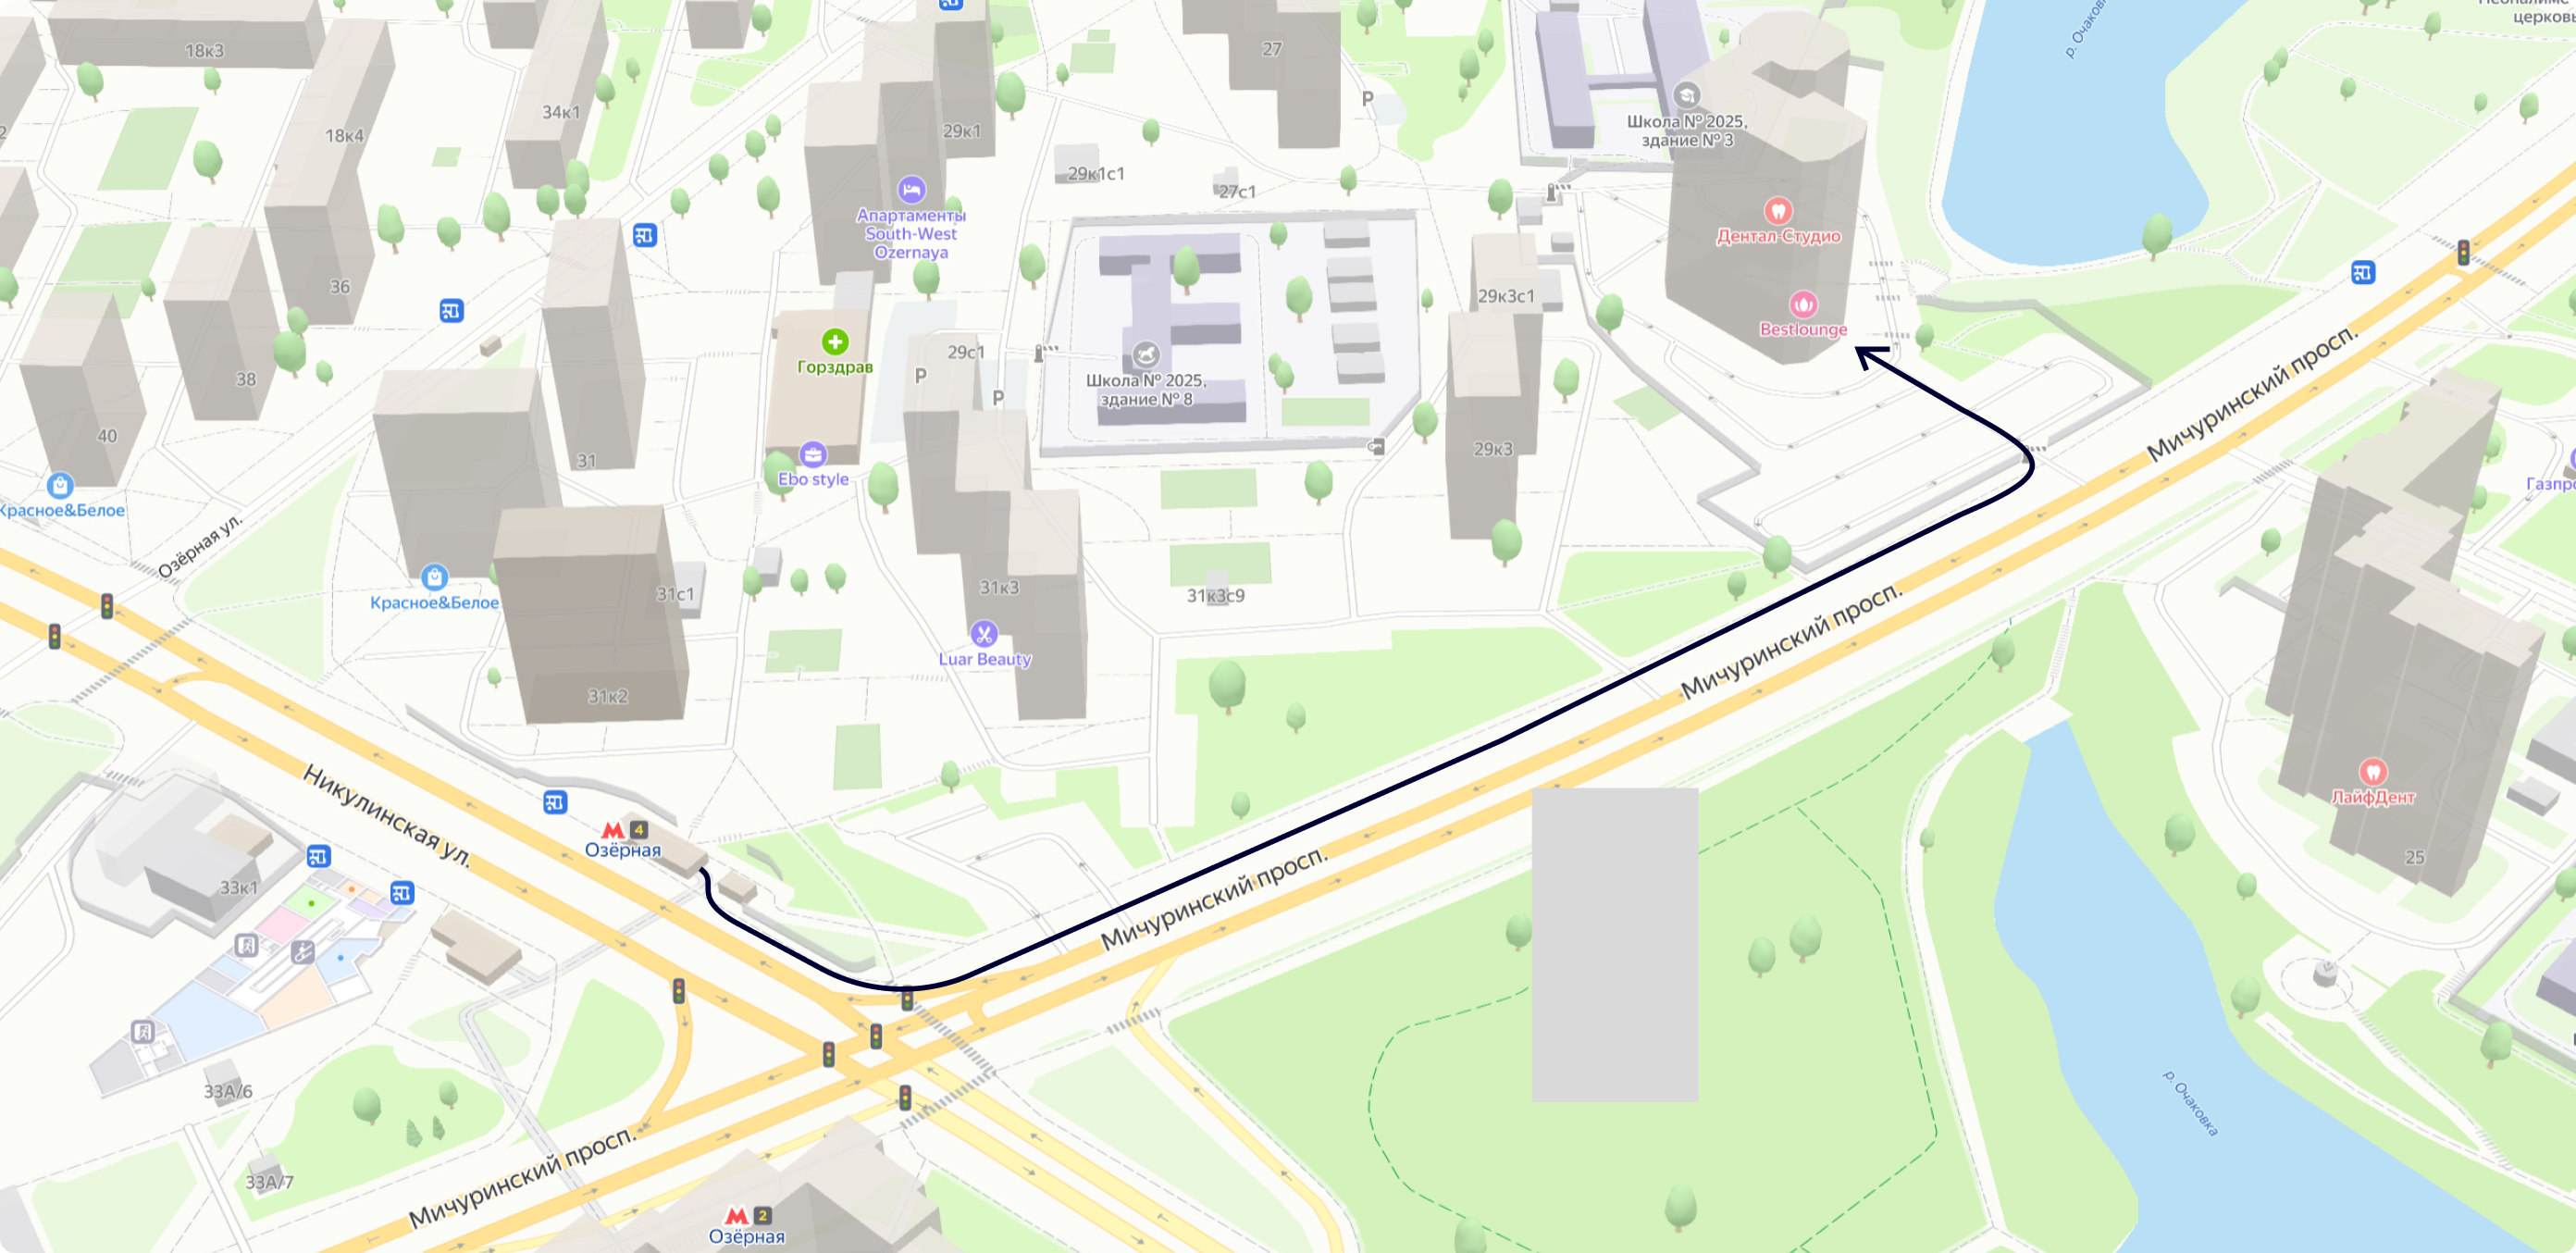 18к3
34к1
18к4
29к1
27
Р
29к1с1
27с1
Школа № 2025,
здание № 3
р. Очаковка
церковь
Апартаменты
South-West
Ozernaya
Дентал-Студио
Bestlounge
36
38
40
31
Горздрав
29с1
Р
Р
Школа № 2025,
здание № 8
29к3с1
29к3
Ebo style
Красное&Белое
Озёрная ул.
Красное&Белое
31с1
31к2
31к3
31к3с9
Luar Beauty
Мичуринский просп.
Мичуринский просп.
Мичуринский просп.
Мичуринский просп.
Никулинская ул.
М 4
Озёрная
33к1
33А/6
33А/7
М 2
Озёрная
ЛайфДент
25
р. Очаковка